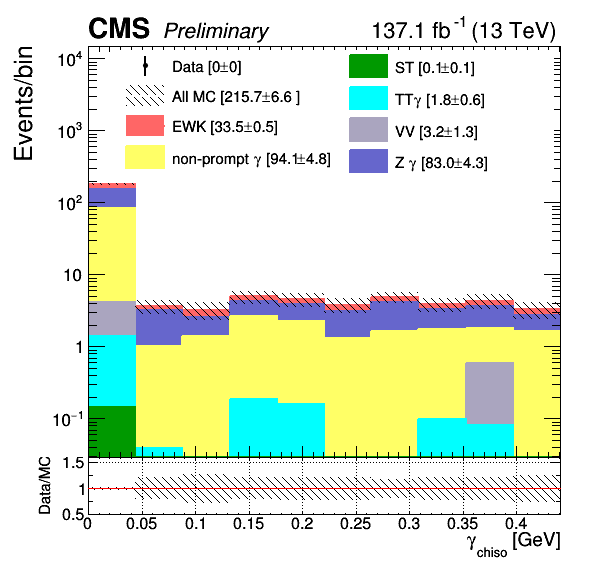 CMS Preliminary 137.1 fb⁻¹ (13 TeV)
Events/bin
10⁴
10³
10²
10
1
10⁻¹
Data [0±0]
All MC [215.7±6.6 ]
EWK [33.5±0.5]
non-prompt γ [94.1±4.8]
ST [0.1±0.1]
TTγ [1.8±0.6]
VV [3.2±1.3]
Z γ [83.0±4.3]
Data/MC
1.5
1
0.5
0 0.05 0.1 0.15 0.2 0.25 0.3 0.35 0.4
γchiso [GeV]